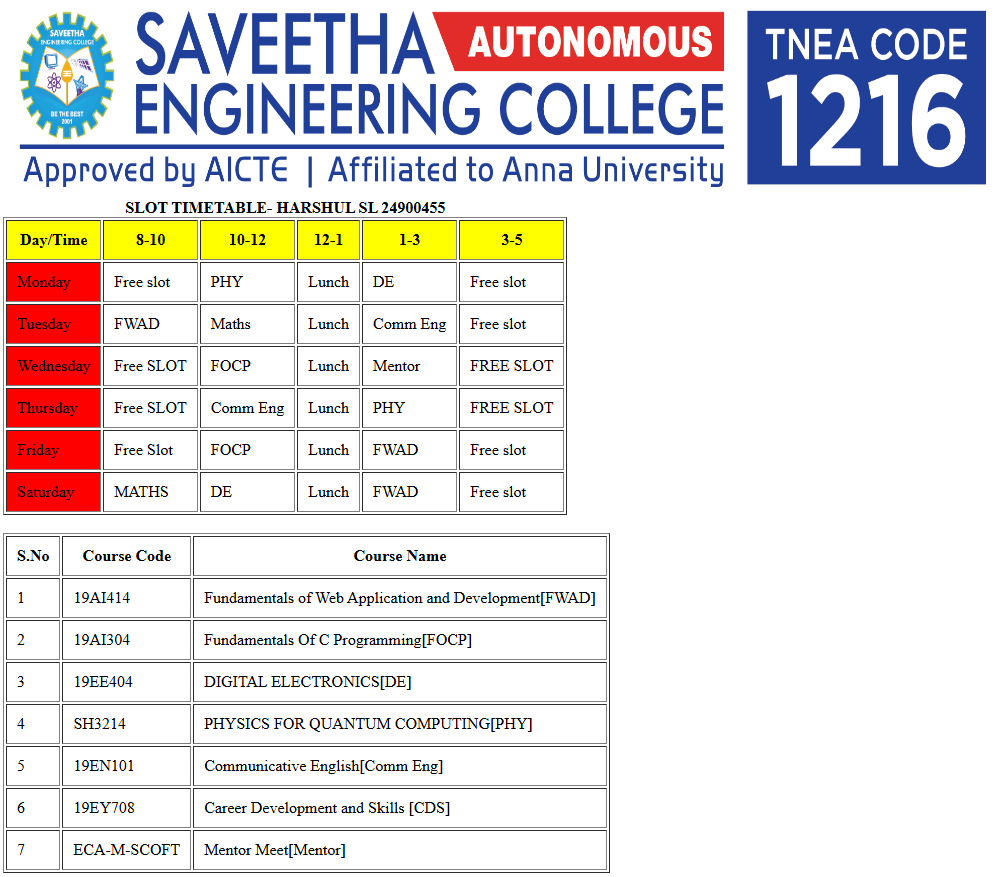 SAVEETHA
ENGINEERING COLLEGE
BE THE BEST
2001
SAVEETHA AUTONOMOUS
ENGINEERING COLLEGE
Approved by AICTE | Affiliated to Anna University
TNEA CODE
1216
SLOT TIMETABLE- HARSHUL SL 24900455
Day/Time 8-10 10-12 12-1 1-3 3-5
Monday Free slot PHY Lunch DE Free slot
Tuesday FWAD Maths Lunch Comm Eng Free slot
Wednesday Free SLOT FOCP Lunch Mentor FREE SLOT
Thursday Free SLOT Comm Eng Lunch PHY FREE SLOT
Friday Free Slot FOCP Lunch FWAD Free slot
Saturday MATHS DE Lunch FWAD Free slot
S.No Course Code Course Name
1 19AI414 Fundamentals of Web Application and Development[FWAD]
2 19AI304 Fundamentals Of C Programming[FOCP]
3 19EE404 DIGITAL ELECTRONICS[DE]
4 SH3214 PHYSICS FOR QUANTUM COMPUTING[PHY]
5 19EN101 Communicative English[Comm Eng]
6 19EY708 Career Development and Skills [CDS]
7 ECA-M-SCOFT Mentor Meet[Mentor]